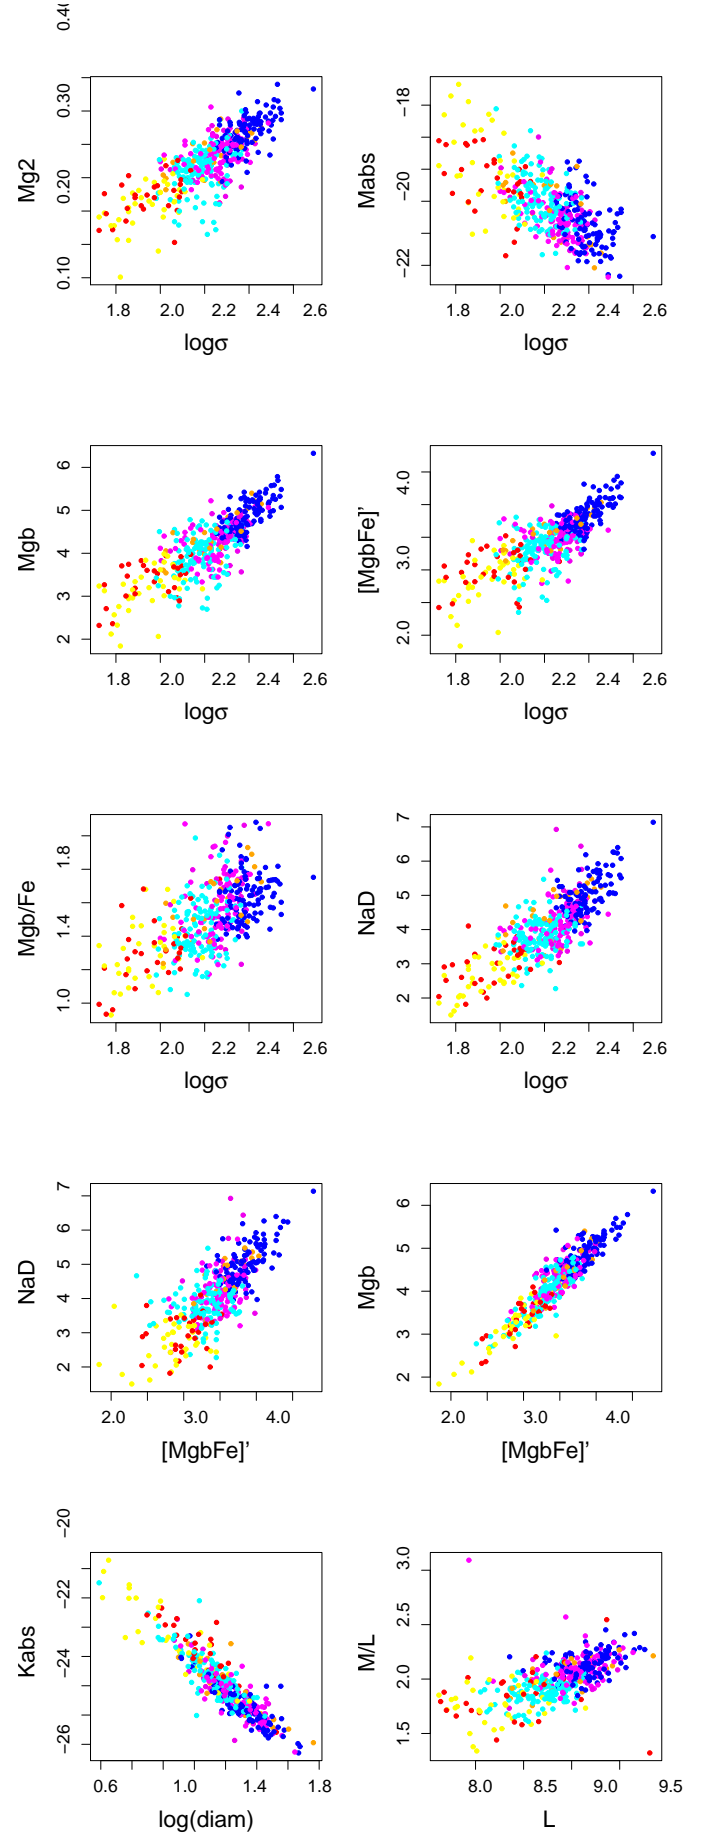 0.10 0.20 0.30 0.40
Mg2
1.8 2.0 2.2 2.4 2.6
logσ
−22 −20 −18
Mabs
1.8 2.0 2.2 2.4 2.6
logσ
2 3 4 5 6
Mgb
1.8 2.0 2.2 2.4 2.6
logσ
2.0 3.0 4.0
[MgbFe]’
1.8 2.0 2.2 2.4 2.6
logσ
1.0 1.4 1.8
Mgb/Fe
1.8 2.0 2.2 2.4 2.6
logσ
2 3 4 5 6 7
NaD
1.8 2.0 2.2 2.4 2.6
logσ
2 3 4 5 6 7
NaD
2.0 3.0 4.0
[MgbFe]’
2 3 4 5 6
Mgb
2.0 3.0 4.0
[MgbFe]’
−26 −24 −22 −20
Kabs
0.6 1.0 1.4 1.8
log(diam)
1.5 2.0 2.5 3.0
M/L
8.0 8.5 9.0 9.5
L